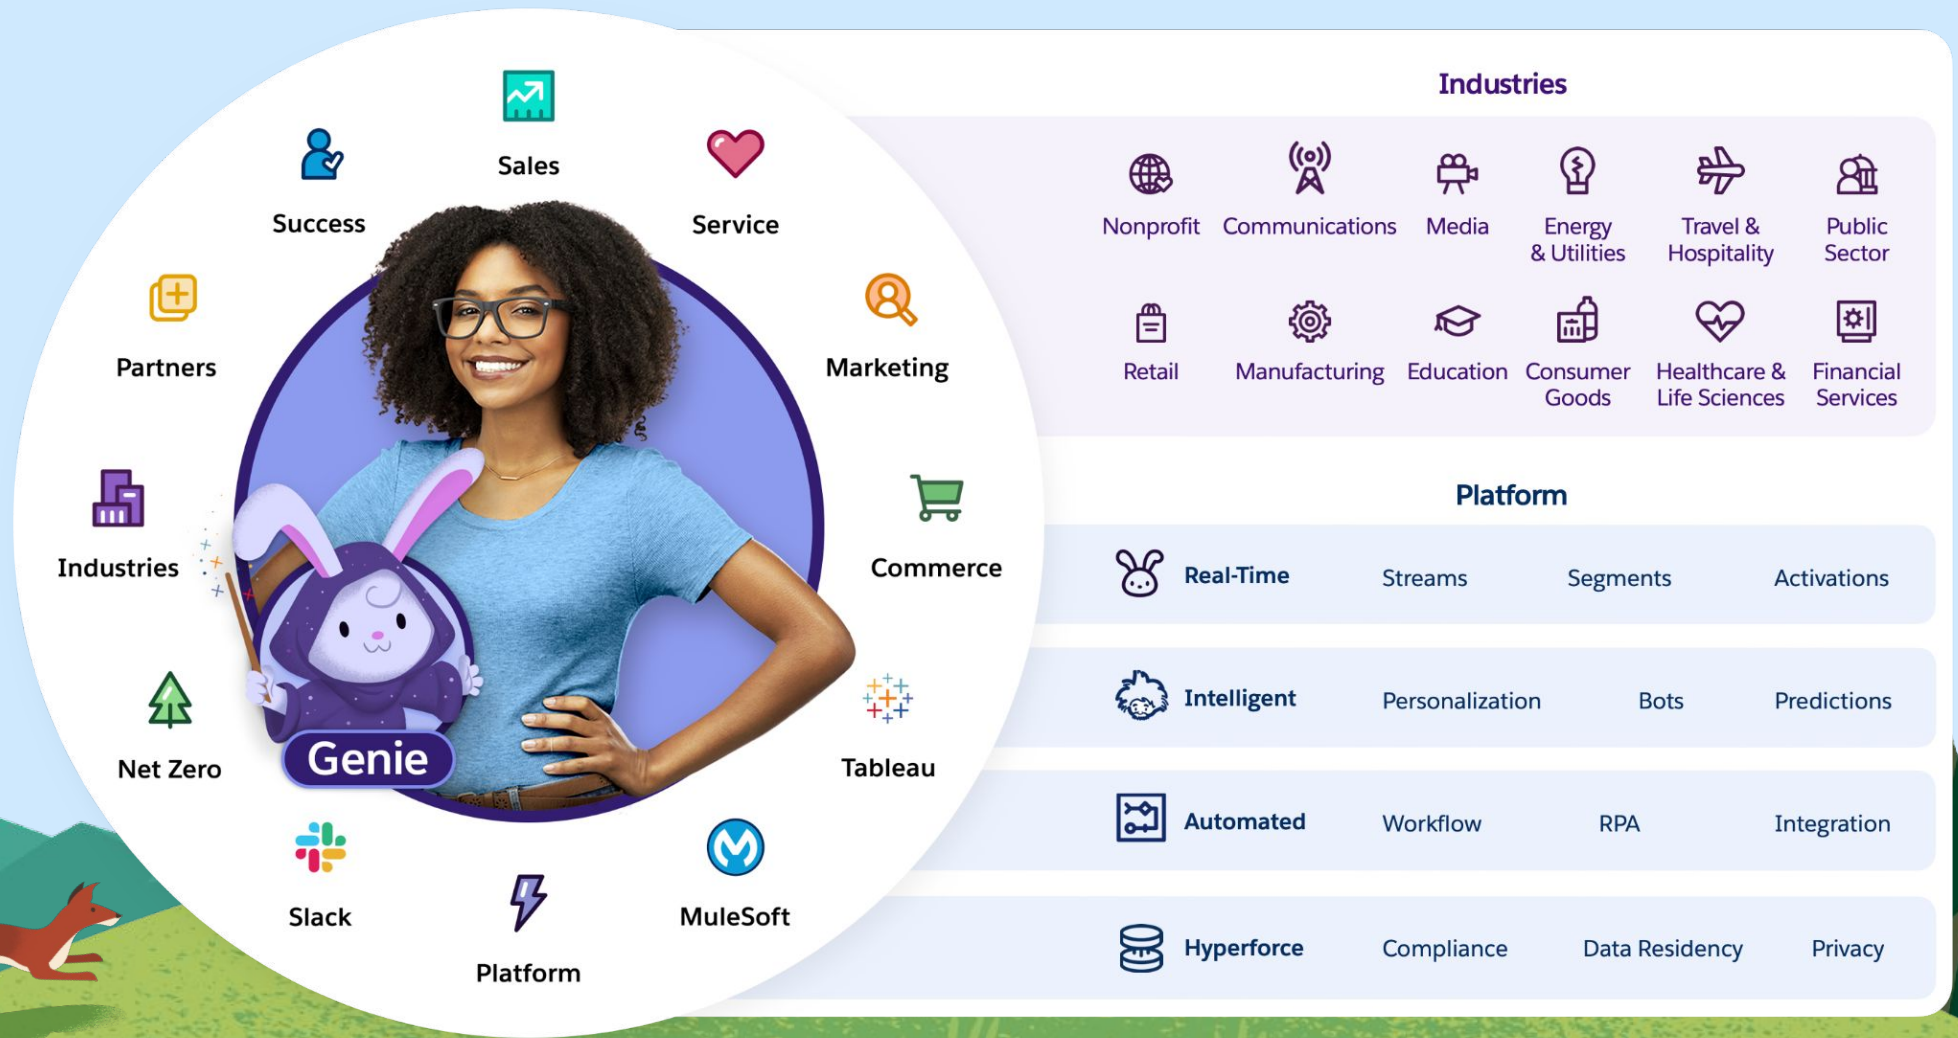 Sales
Success
Service
Partners
Marketing
Industries
Commerce
Net Zero
Genie
Tableau
Slack
MuleSoft
Platform
Industries
Nonprofit
Communications
Media
Energy
& Utilities
Travel &
Hospitality
Public
Sector
Retail
Manufacturing
Education
Consumer
Goods
Healthcare &
Life Sciences
Financial
Services
Platform
Real-Time Streams Segments Activations
Intelligent Personalization Bots Predictions
Automated Workflow RPA Integration
Hyperforce Compliance Data Residency Privacy